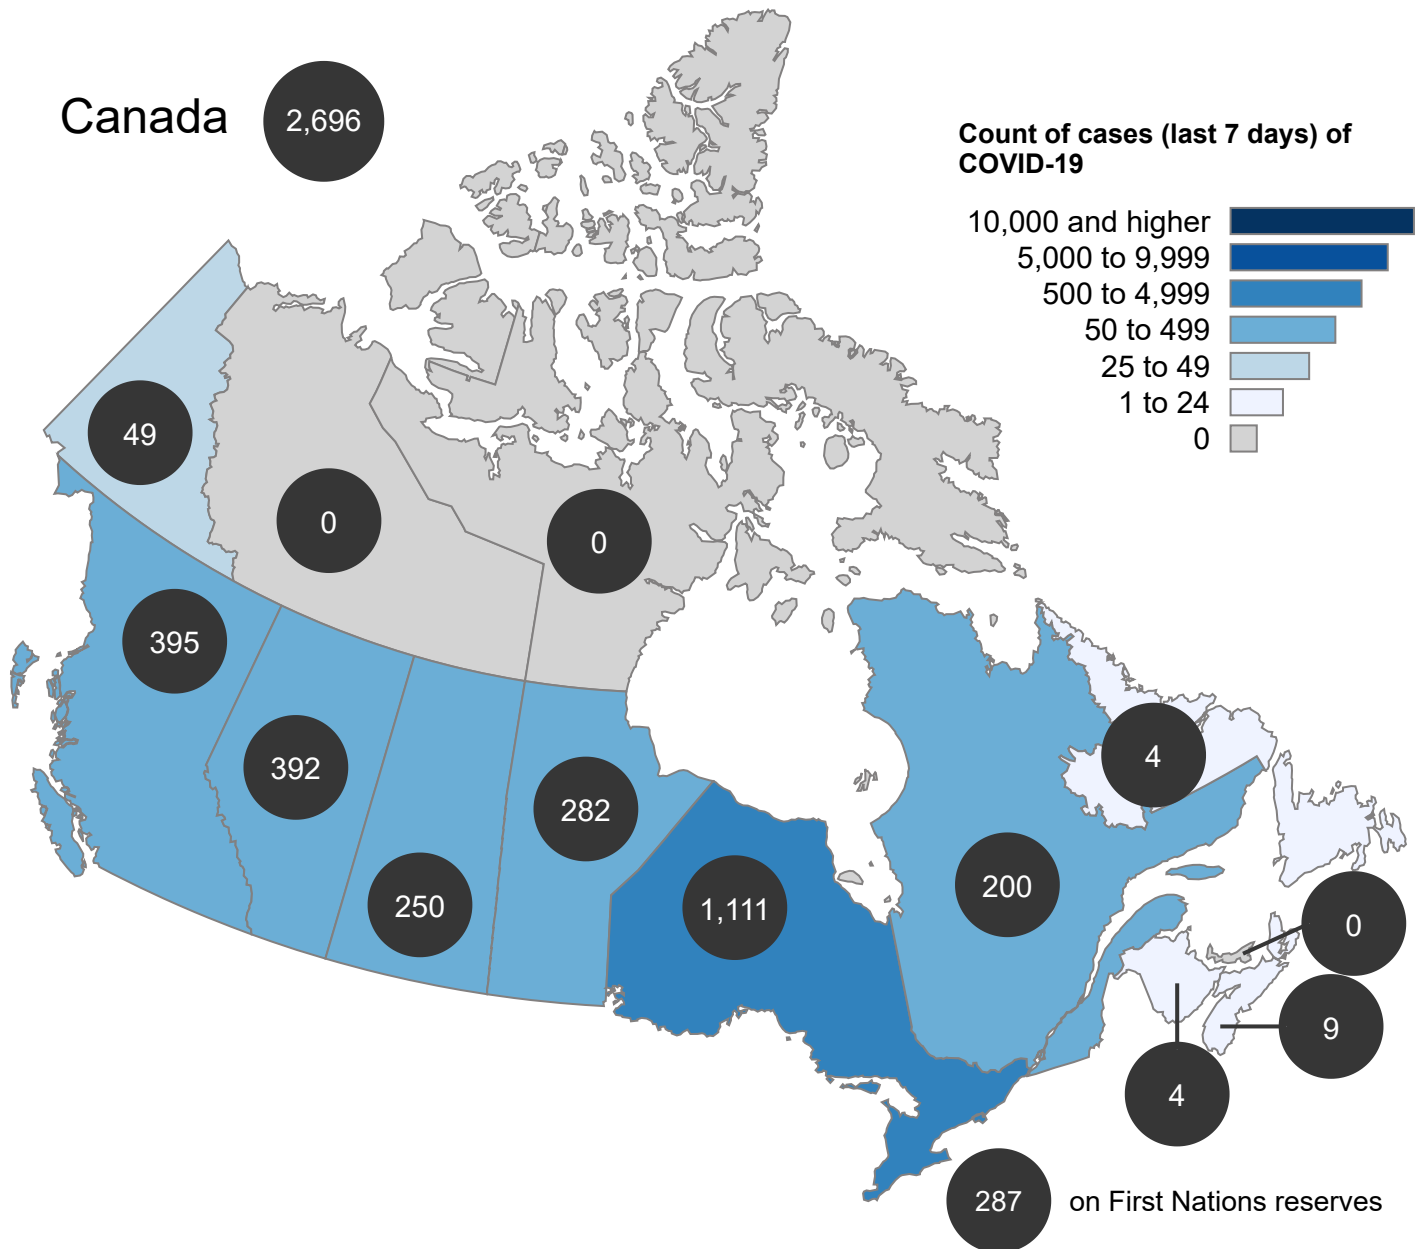 Canada
2,696
Count of cases (last 7 days) of
COVID-19
10,000 and higher
5,000 to 9,999
500 to 4,999
50 to 499
25 to 49
1 to 24
0
49
0
0
395
392
282
4
250
1,111
200
0
9
4
287 on First Nations reserves